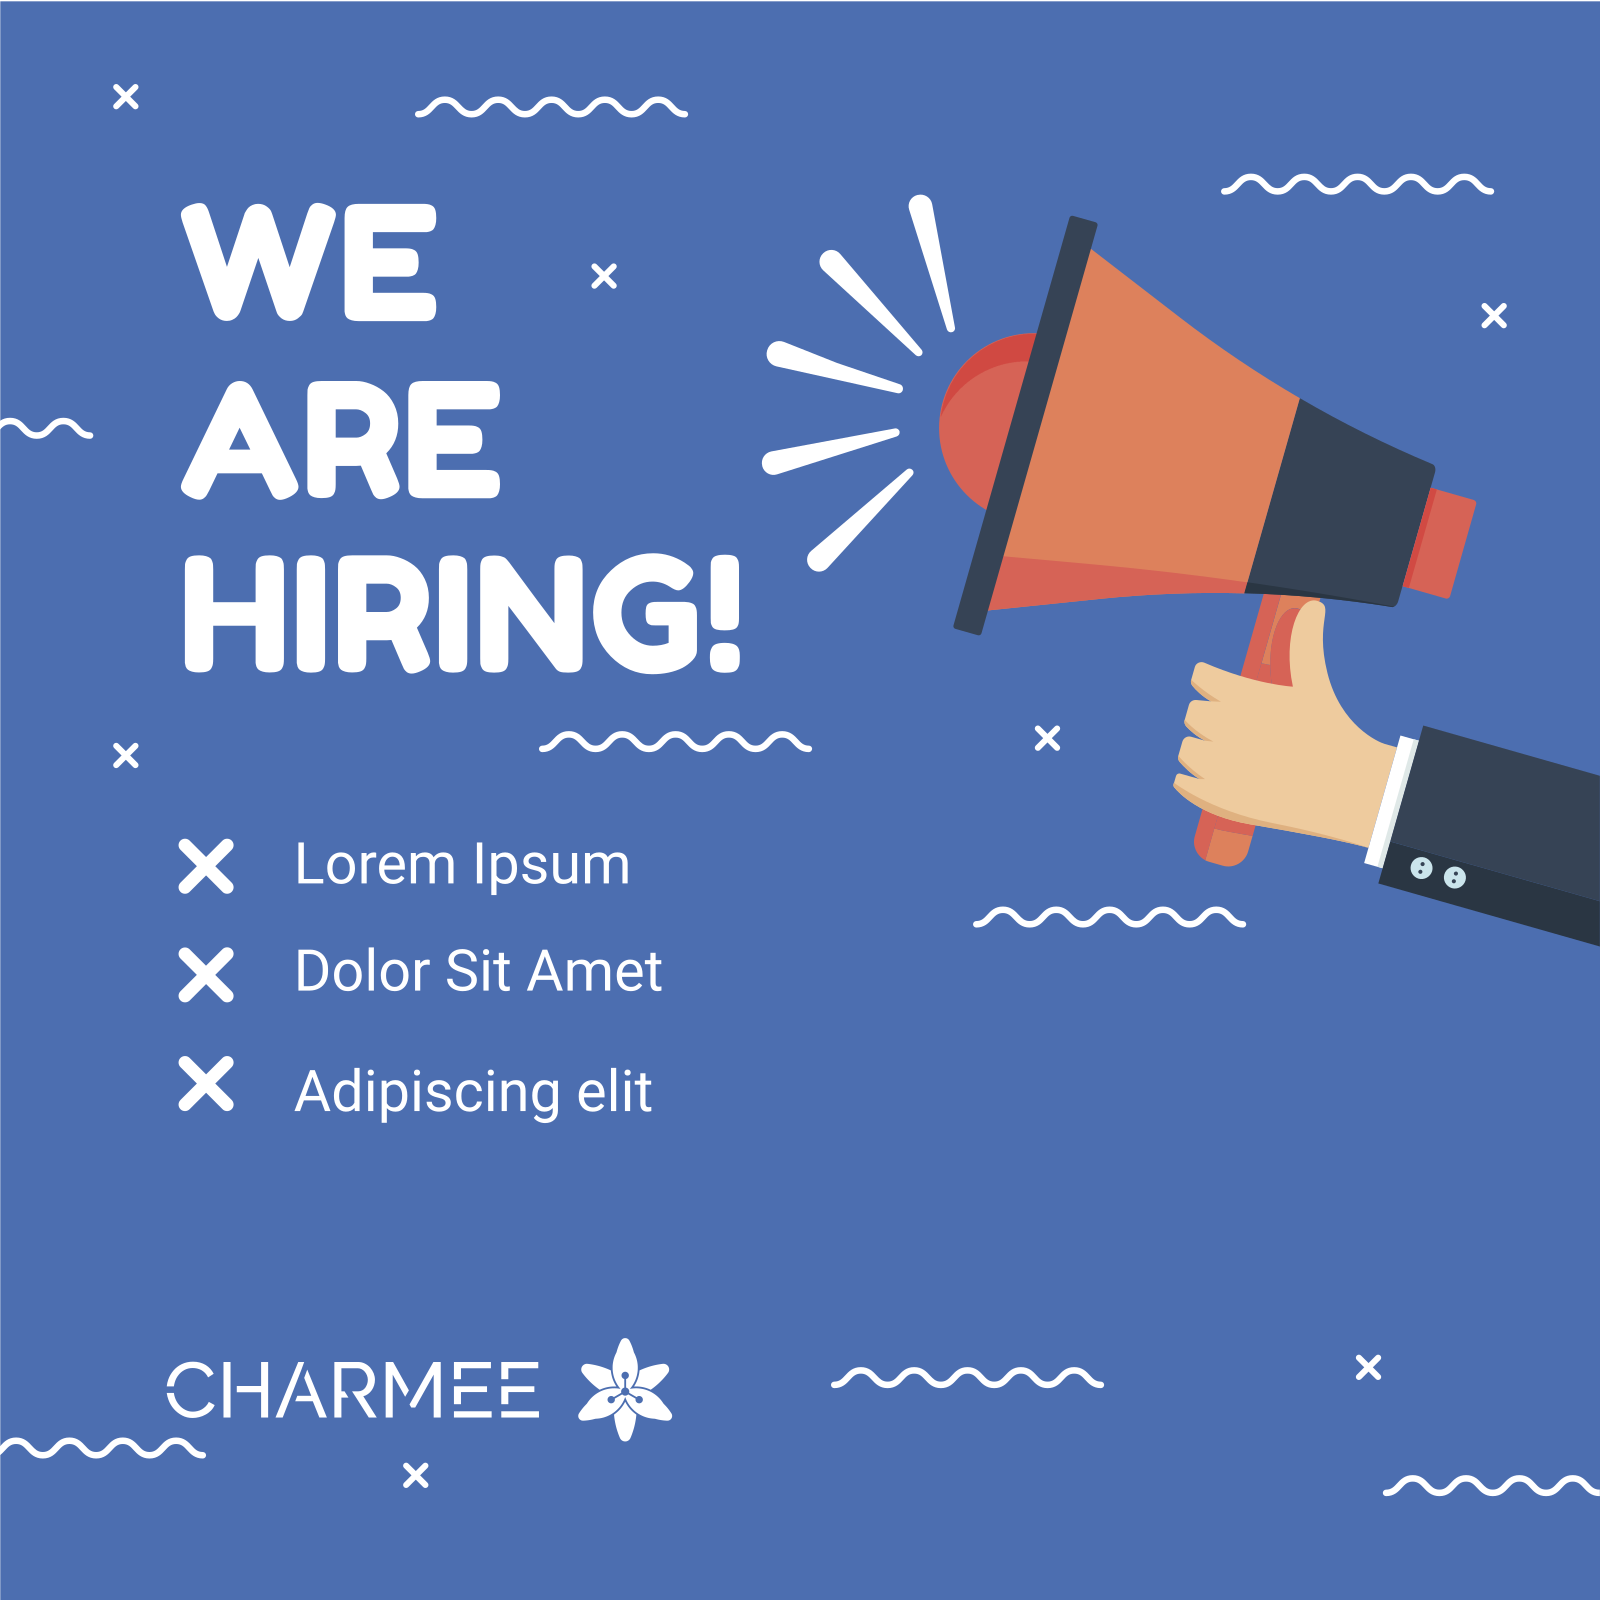 WE
ARE
HIRING!
Lorem Ipsum
Dolor Sit Amet
Adipiscing elit
CHARMEE